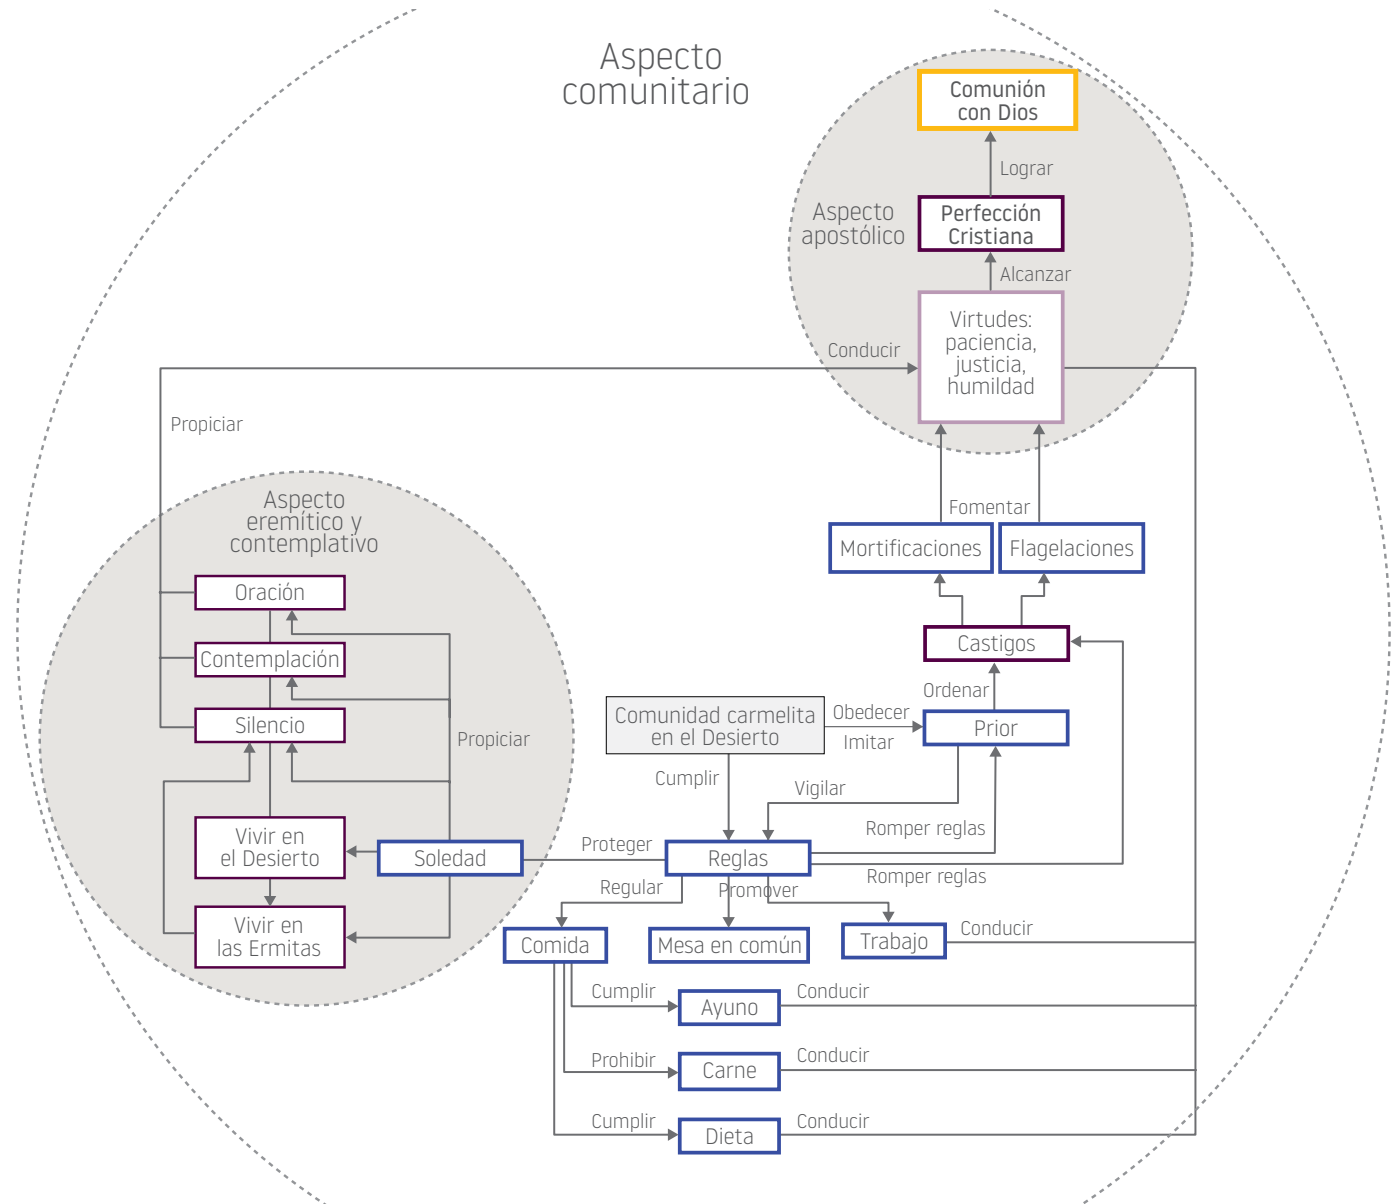 Aspecto
comunitario
Comunión
con Dios
Lograr
Aspecto
apostólico
Perfección
Cristiana
Alcanzar
Virtudes:
paciencia,
justicia,
humildad
Conducir
Propiciar
Aspecto
eremítico y
contemplativo
Fomentar
Mortificaciones
Flagelaciones
Oración
Contemplación
Silencio
Propiciar
Castigos
Ordenar
Comunidad carmelita
en el Desierto
Obedecer
Imitar
Prior
Cumplir
Vigilar
Romper reglas
Vivir en
el Desierto
Soledad
Proteger
Reglas
Romper reglas
Regular
Promover
Vivir en
las Ermitas
Comida
Mesa en común
Trabajo
Conducir
Cumplir
Ayuno
Conducir
Prohibir
Carne
Conducir
Cumplir
Dieta
Conducir